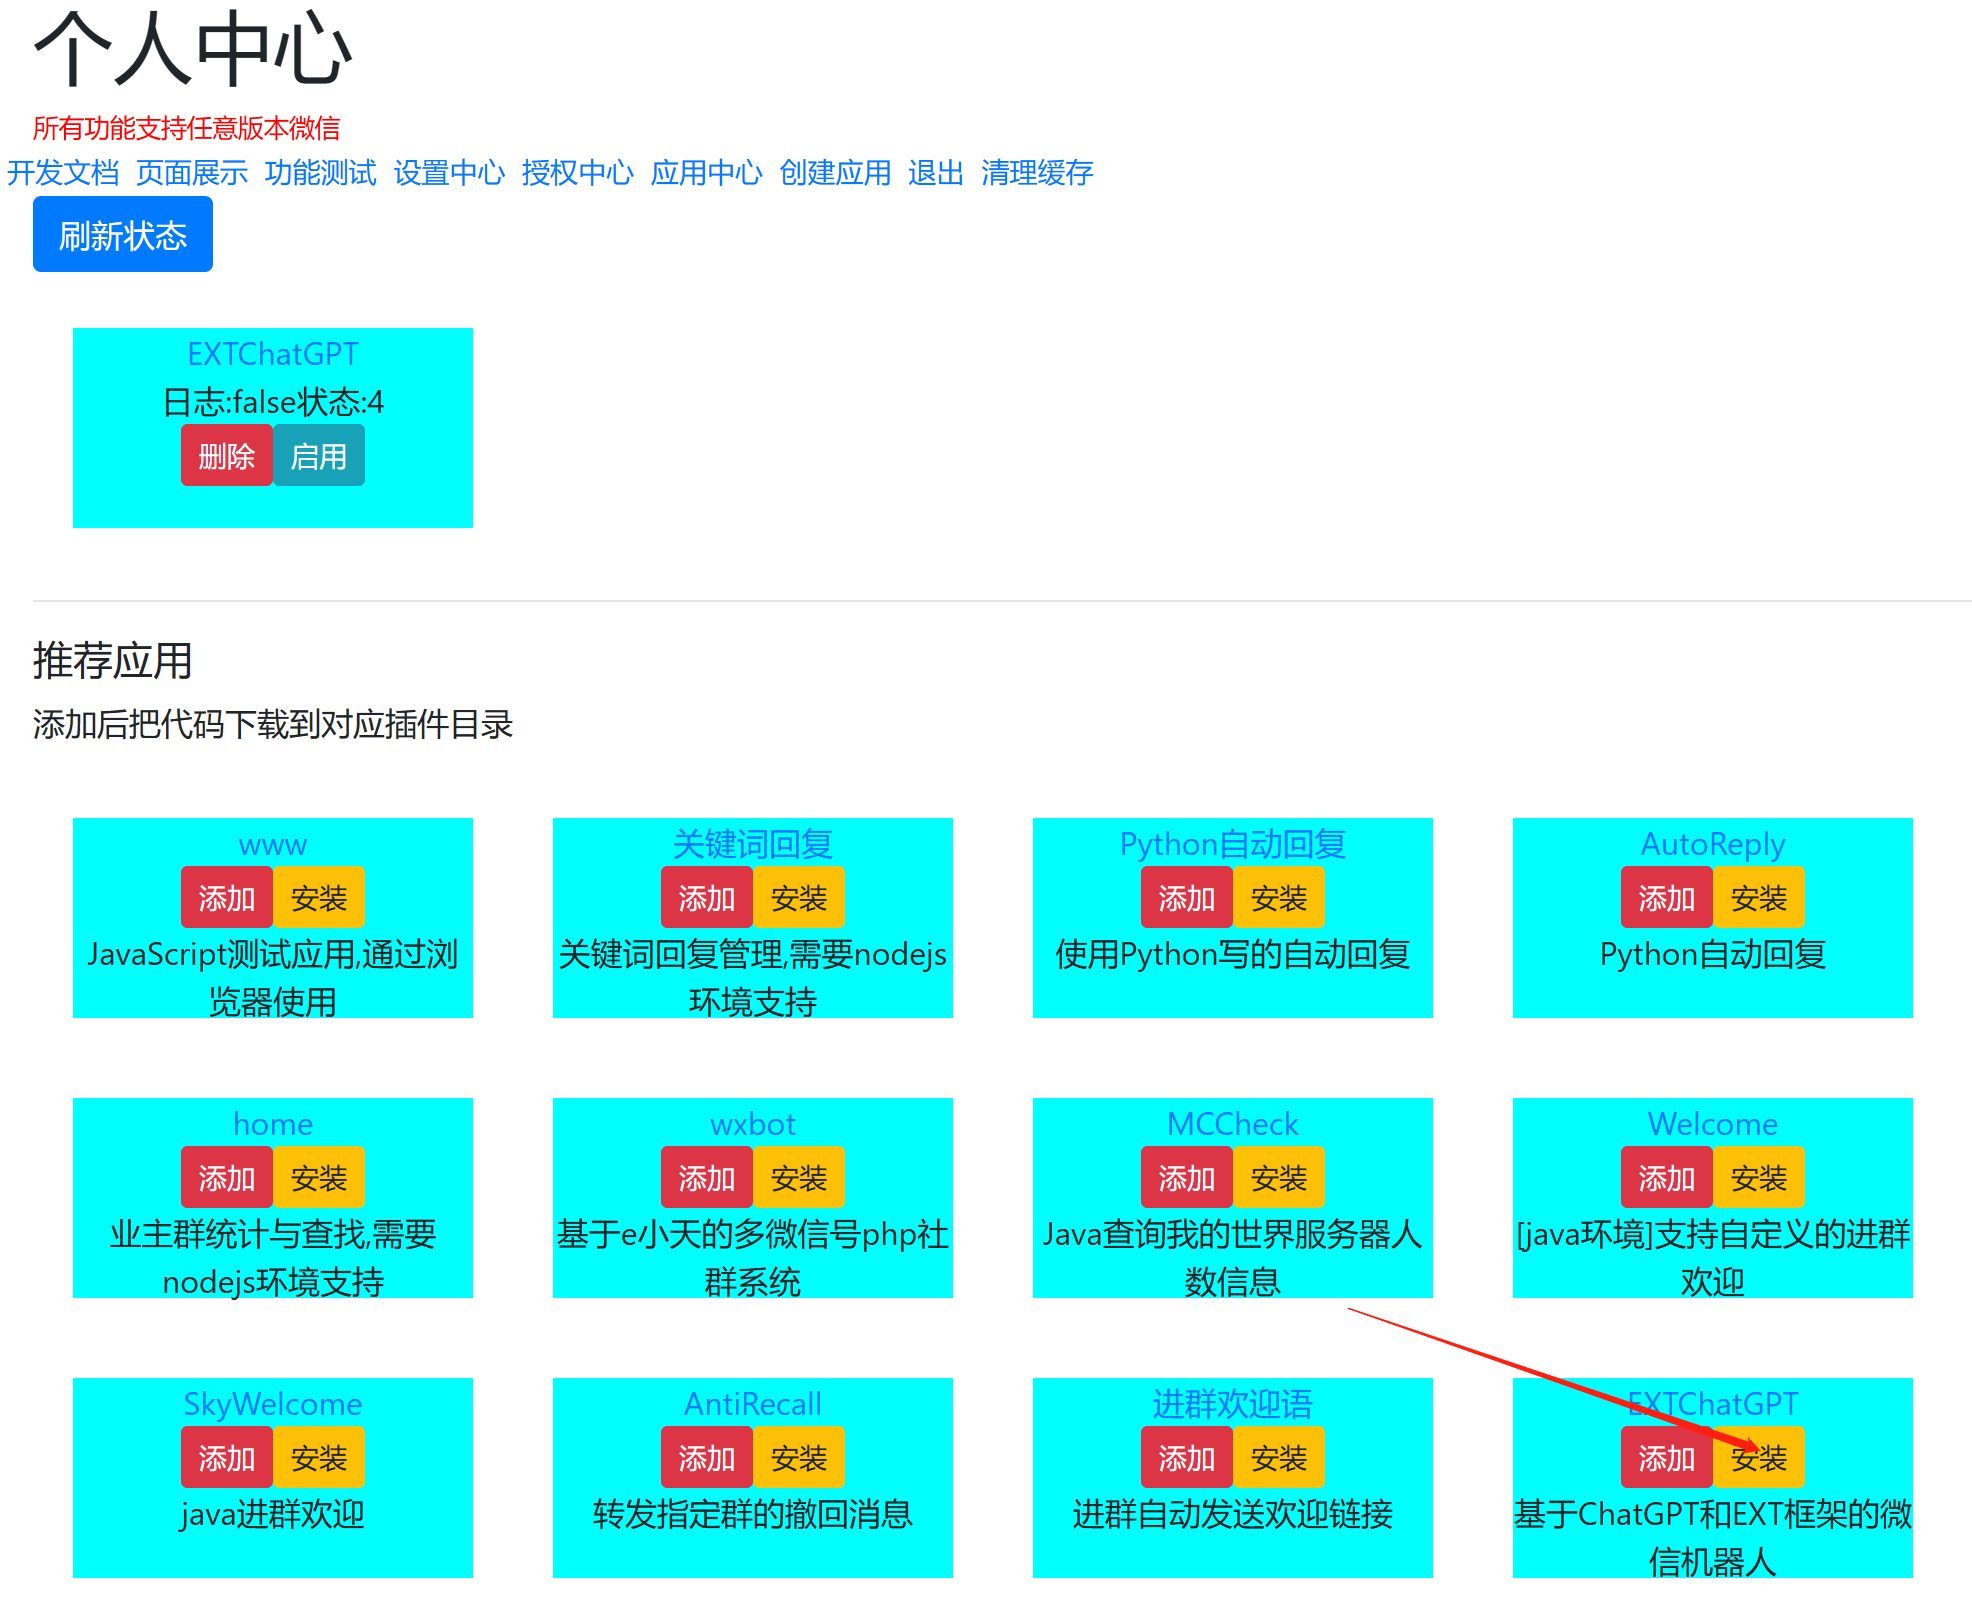 个人中心
所有功能支持任意版本微信
开发文档 页面展示 功能测试 设置中心 授权中心 应用中心 创建应用 退出 清理缓存
刷新状态
EXTChatGPT
日志:false状态:4
删除 启用
推荐应用
添加后把代码下载到对应插件目录
www
添加 安装
JavaScript测试应用,通过浏
览器使用
关键词回复
添加 安装
关键词回复管理,需要nodejs
环境支持
Python自动回复
添加 安装
使用Python写的自动回复
AutoReply
添加 安装
Python自动回复
home
添加 安装
业主群统计与查找,需要
nodejs环境支持
wxbot
添加 安装
基于e小天的多微信号php社
群系统
MCCheck
添加 安装
Java查询我的世界服务器人
数信息
Welcome
添加 安装
[java环境]支持自定义的进群
欢迎
SkyWelcome
添加 安装
java进群欢迎
AntiRecall
添加 安装
转发指定群的撤回消息
进群欢迎语
添加 安装
进群自动发送欢迎链接
EXTChatGPT
添加 安装
基于ChatGPT和EXT框架的微
信机器人